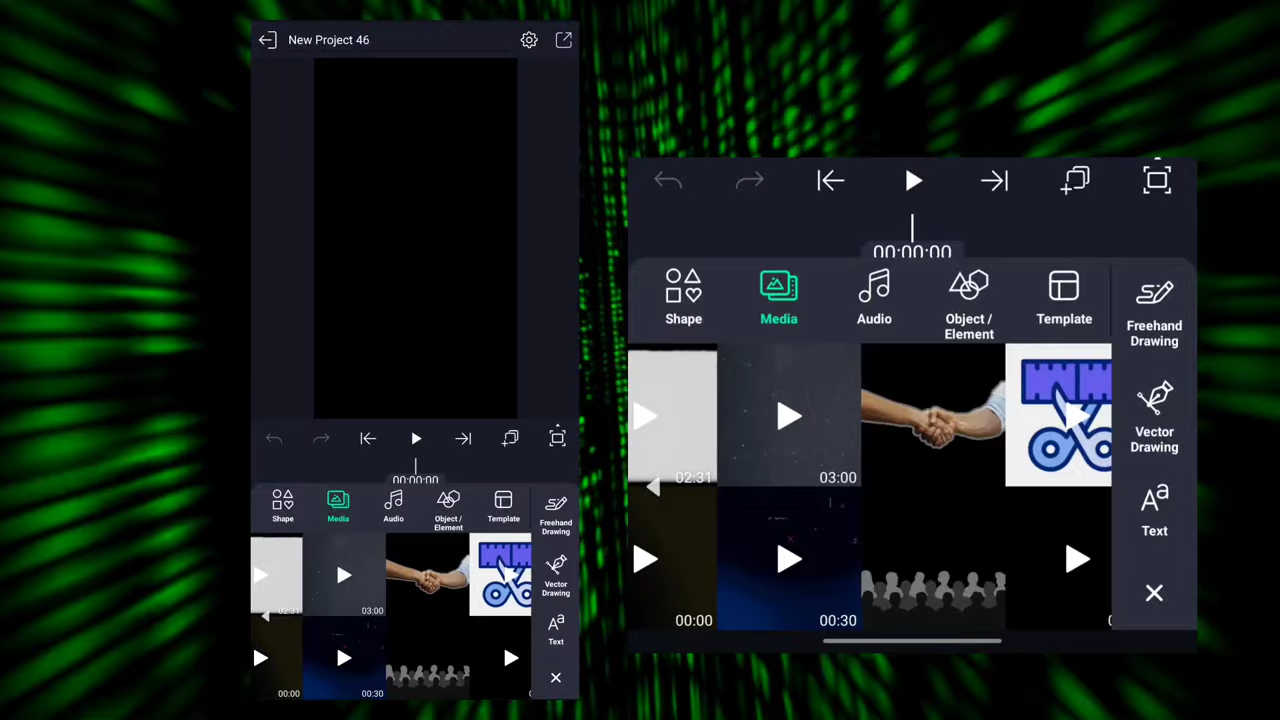 New Project 46
00:00:00
Shape
Media
Audio
Object /
Element
Template
Freehand
Drawing
02:31
03:00
Vector
Drawing
Text
00:00
00:30
00:00:00
Shape
Media
Audio
Object /
Element
Template
Freehand
Drawing
02:31
03:00
Vector
Drawing
Text
00:00
00:30